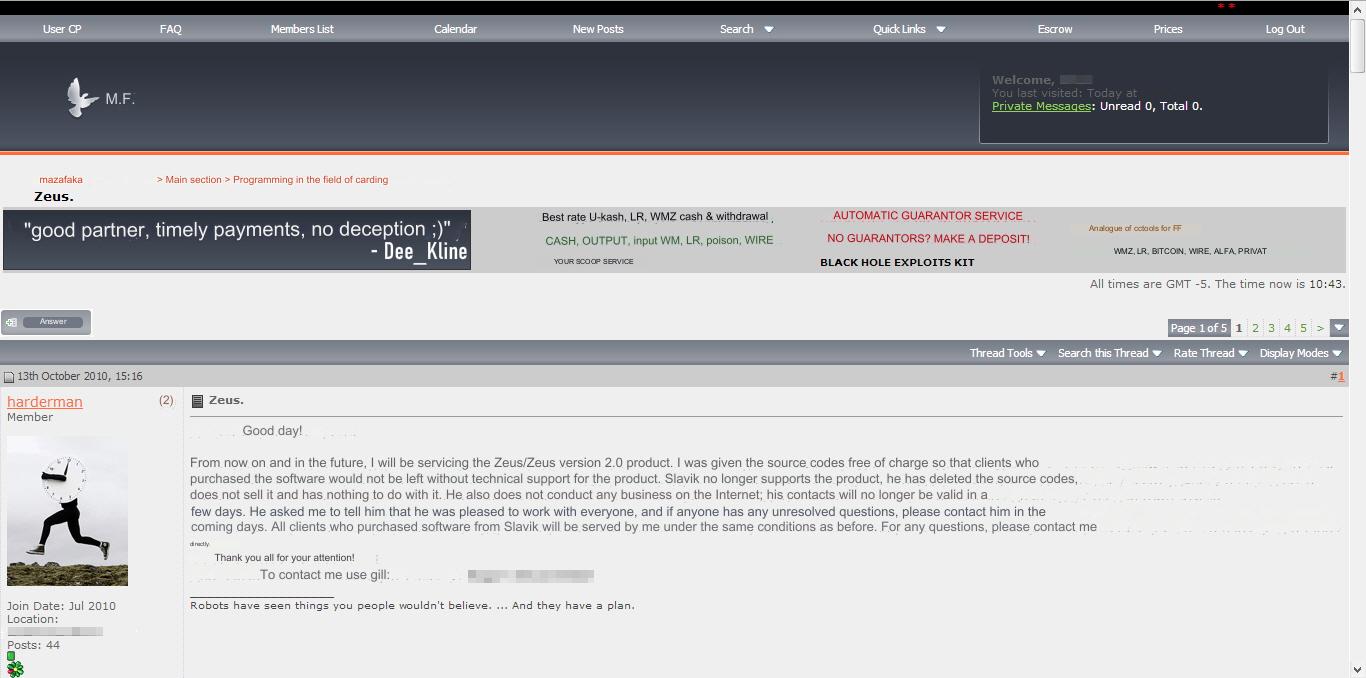 * *
User CP FAQ Members List Calendar New Posts Search Quick Links Escrow Prices Log Out
M.F.
Welcome,
You last visited: Today at
Private Messages: Unread 0, Total 0.
mazafaka > Main section > Programming in the field of carding
Zeus.
"good partner, timely payments, no deception ;)"
- Dee_Kline
Best rate U-kash, LR, WMZ cash & withdrawal
CASH, OUTPUT, input WM, LR, poison, WIRE
YOUR SCOOP SERVICE
AUTOMATIC GUARANTOR SERVICE
NO GUARANTORS? MAKE A DEPOSIT!
BLACK HOLE EXPLOITS KIT
Analogue of cctools for FF
WMZ, LR, BITCOIN, WIRE, ALFA, PRIVAT
All times are GMT -5. The time now is 10:43.
Answer
Page 1 of 5 1 2 3 4 5 >
Thread Tools Search this Thread Rate Thread Display Modes
13th October 2010, 15:16 #1
harderman (2)
Member
Join Date: Jul 2010
Location:
Posts: 44
Zeus.
Good day!
From now on and in the future, I will be servicing the Zeus/Zeus version 2.0 product. I was given the source codes free of charge so that clients who
purchased the software would not be left without technical support for the product. Slavik no longer supports the product, he has deleted the source codes,
does not sell it and has nothing to do with it. He also does not conduct any business on the Internet; his contacts will no longer be valid in a
few days. He asked me to tell him that he was pleased to work with everyone, and if anyone has any unresolved questions, please contact him in the
coming days. All clients who purchased software from Slavik will be served by me under the same conditions as before. For any questions, please contact me
directly.
Thank you all for your attention!
To contact me use gill:
Robots have seen things you people wouldn't believe. ... And they have a plan.